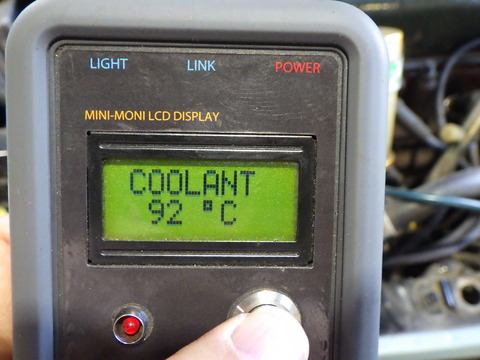 LIGHT LINK POWER
MINI-MONI LCD DISPLAY
COOLANT
92 °C